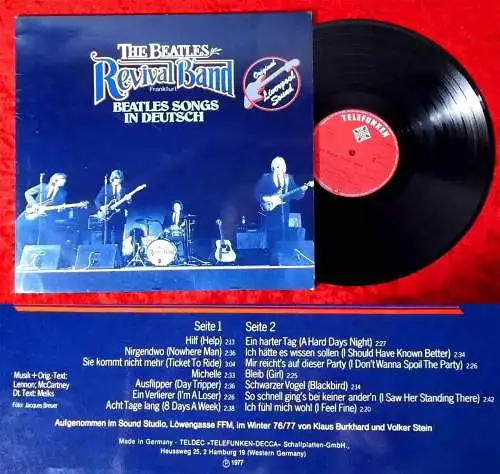 THE BEATLES
Revival Band
Frankfurt
BEATLES SONGS
IN DEUTSCH
Original
Liverpool
Sound
TELEFUNKEN
Seite 1
Hilf (Help) 2:13
Nirgendwo (Nowhere Man) 2:36
Sie kommt nicht mehr (Ticket To Ride) 3:04
Michelle 2:33
Ausflipper (Day Tripper) 2:36
Ein Verlierer (I'm A Loser) 2:21
Acht Tage lang (8 Days A Week) 2:38
Seite 2
Ein harter Tag (A Hard Days Night) 2:27
Ich hätte es wissen sollen (I Should Have Known Better) 2:34
Mir reicht's auf dieser Party (I Don't Wanna Spoil The Party) 2:26
Bleib (Girl) 2:25
Schwarzer Vogel (Blackbird) 2:14
So schnell ging's bei keiner ander'n (I Saw Her Standing There) 2:42
Ich fühl mich wohl (I Feel Fine) 2:20
Musik + Orig.-Text:
Lennon; McCartney
Dt. Text: Melks
Foto: Jacques Breuer
Aufgenommen im Sound Studio, Löwengasse FFM, im Winter 76/77 von Klaus Burkhard und Volker Stein
Made in Germany - TELDEC »TELEFUNKEN-DECCA« Schallplatten-GmbH.,
Heussweg 25, 2 Hamburg 19 (Western Germany)
Ⓟ 1977